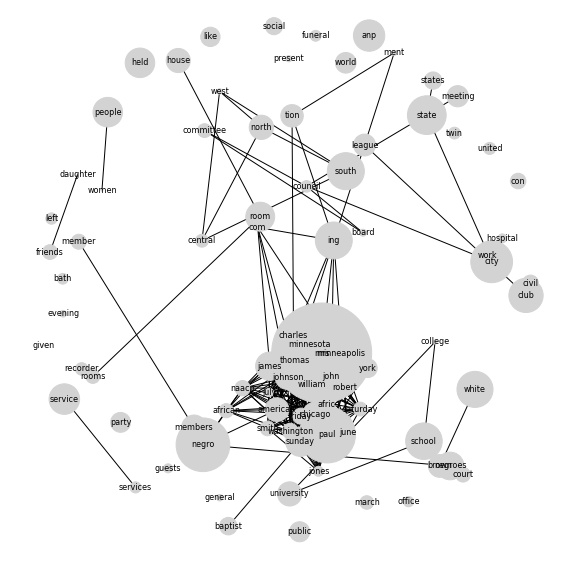 social
like
funeral
anp
ment
held
house
present
world
states
meeting
west
people
tion
state
committee
north
twin
league
united
south
daughter
council
con
women
left
room
com
board
central
ing
member
hospital
friends
work
city
bath
civil
club
evening
charles
given
minnesota
college
minneapolis
thomas
james
york
recorder
rooms
johnson
john
william
robert
white
naacp
service
african
american
saturday
friday
chicago
party
members
smith
washington
paul
june
negro
sunday
school
guests
jones
brown
negroes
court
services
university
general
march
office
baptist
public